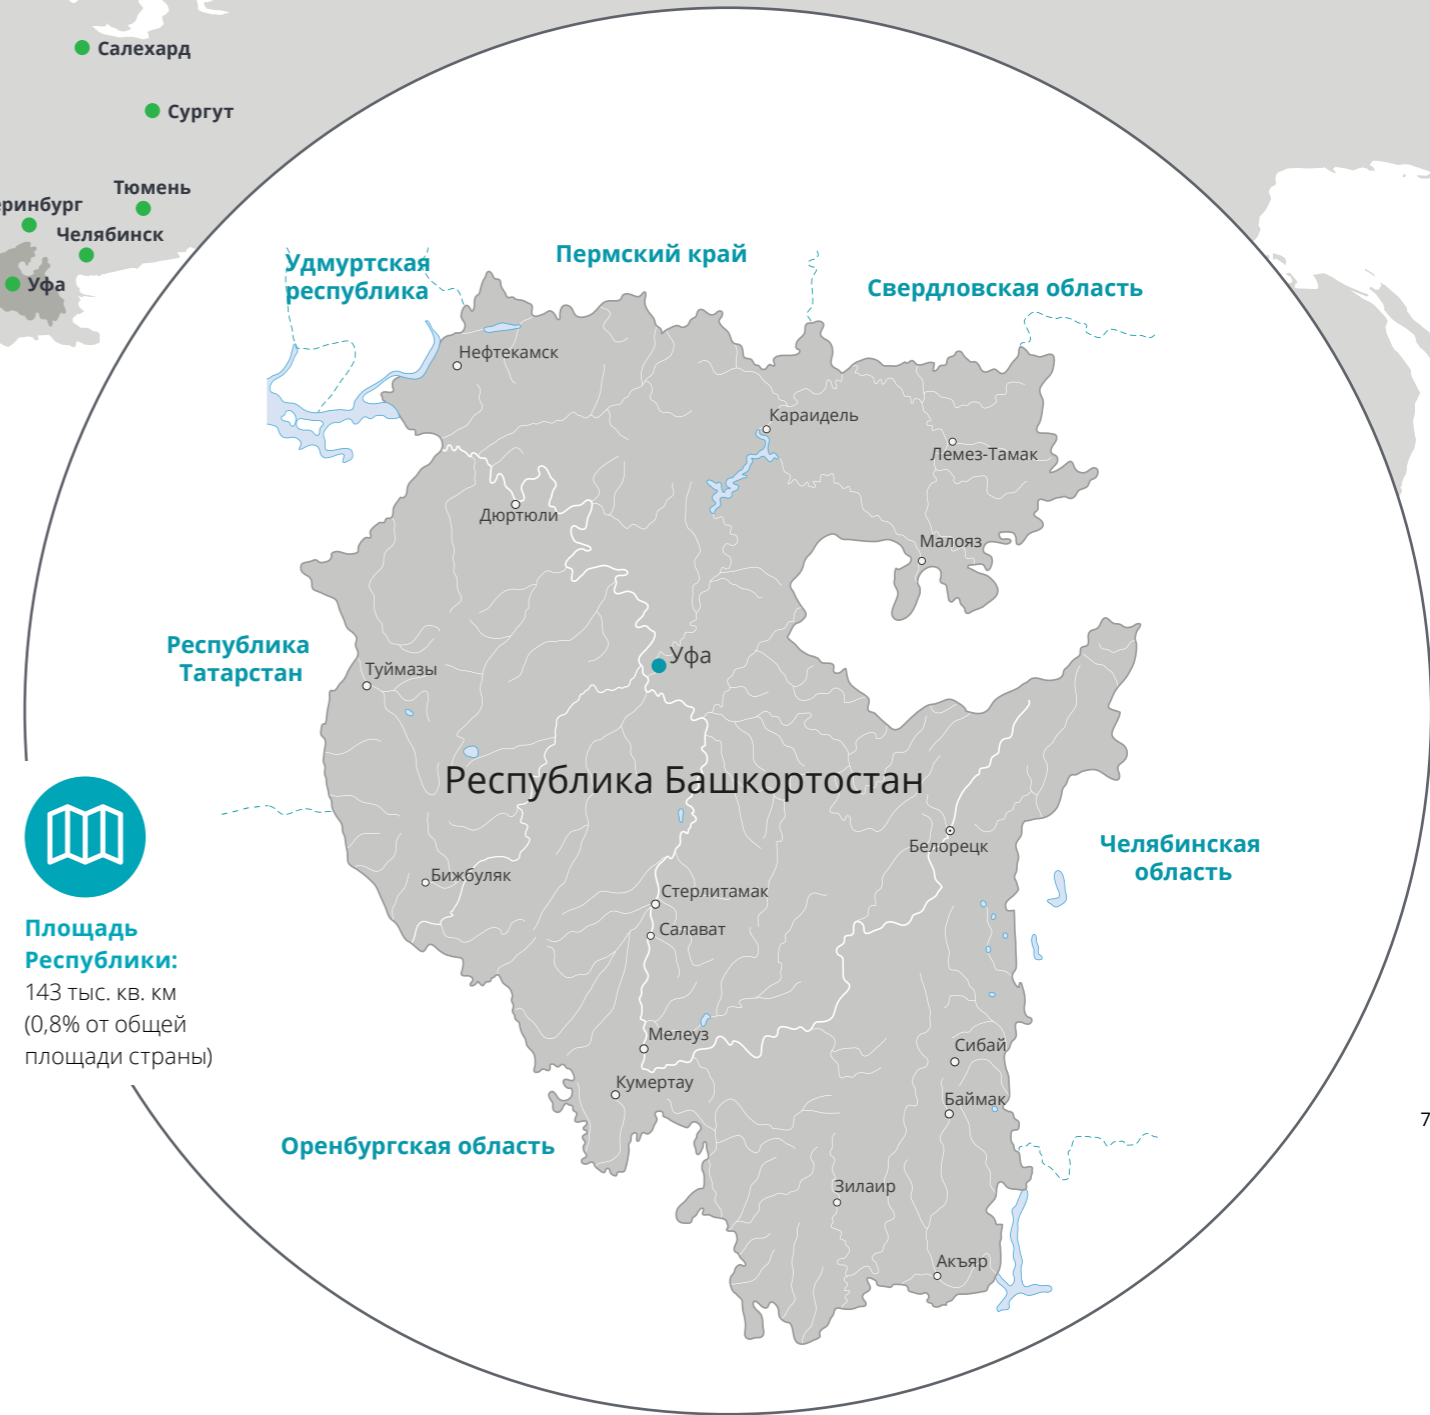 Салехард
Сургут
Тюмень
еринбург
Челябинск
Уфа
Удмуртская
республика
Пермский край
Свердловская область
Нефтекамск
Караидель
Лемез-Тамак
Дюртюли
Малояз
Республика
Татарстан
Уфа
Туймазы
Республика Башкортостан
Белорецк
Челябинская
область
Бижбуляк
Стерлитамак
Салават
Площадь
Республики:
143 тыс. кв. км
(0,8% от общей
площади страны)
Мелеуз
Сибай
Кумертау
Баймак
7
Оренбургская область
Зилаир
Акъяр